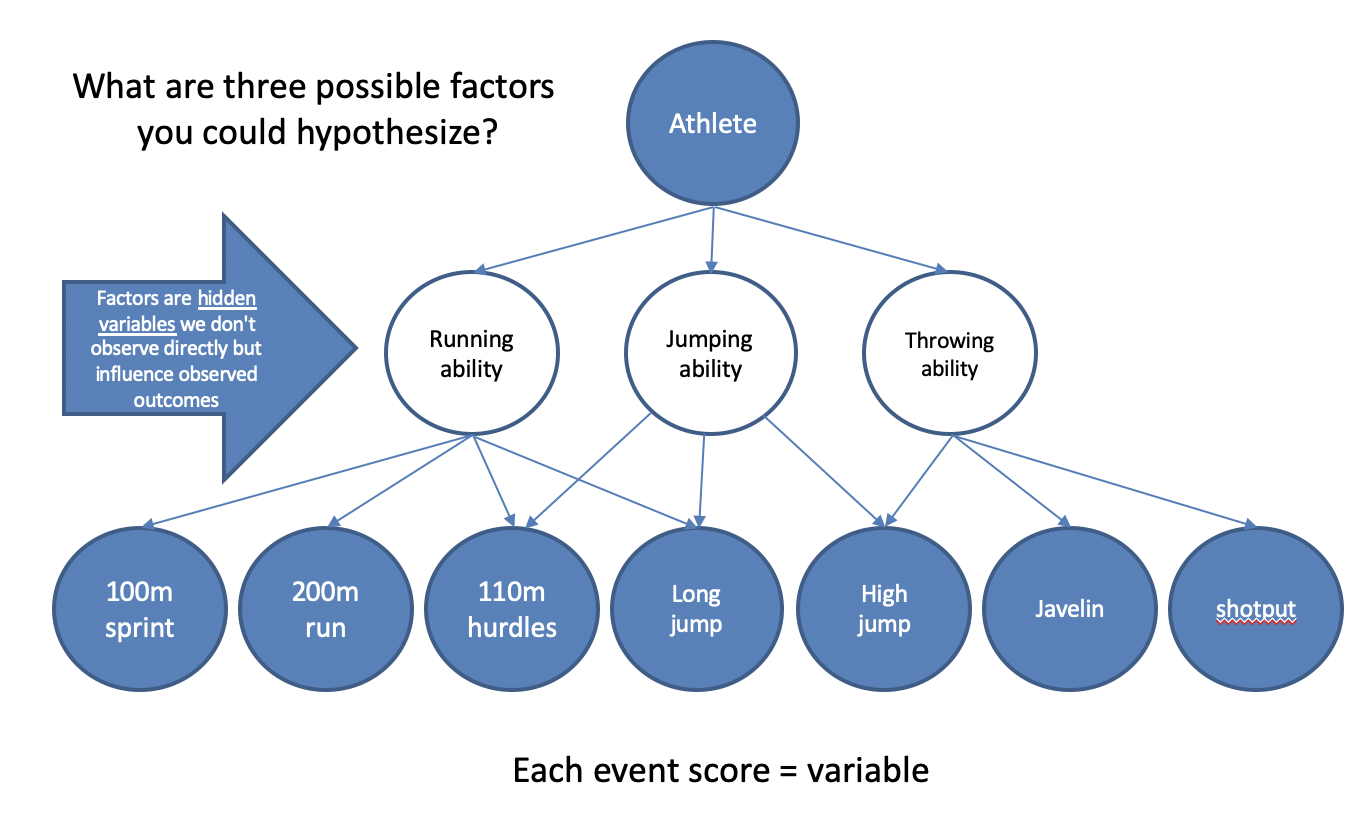 What are three possible factors
you could hypothesize?
Athlete
Factors are hidden
variables we don't
observe directly but
influence observed
outcomes
Running
ability
Jumping
ability
Throwing
ability
100m
sprint
200m
run
110m
hurdles
Long
jump
High
jump
Javelin
shotput
Each event score = variable